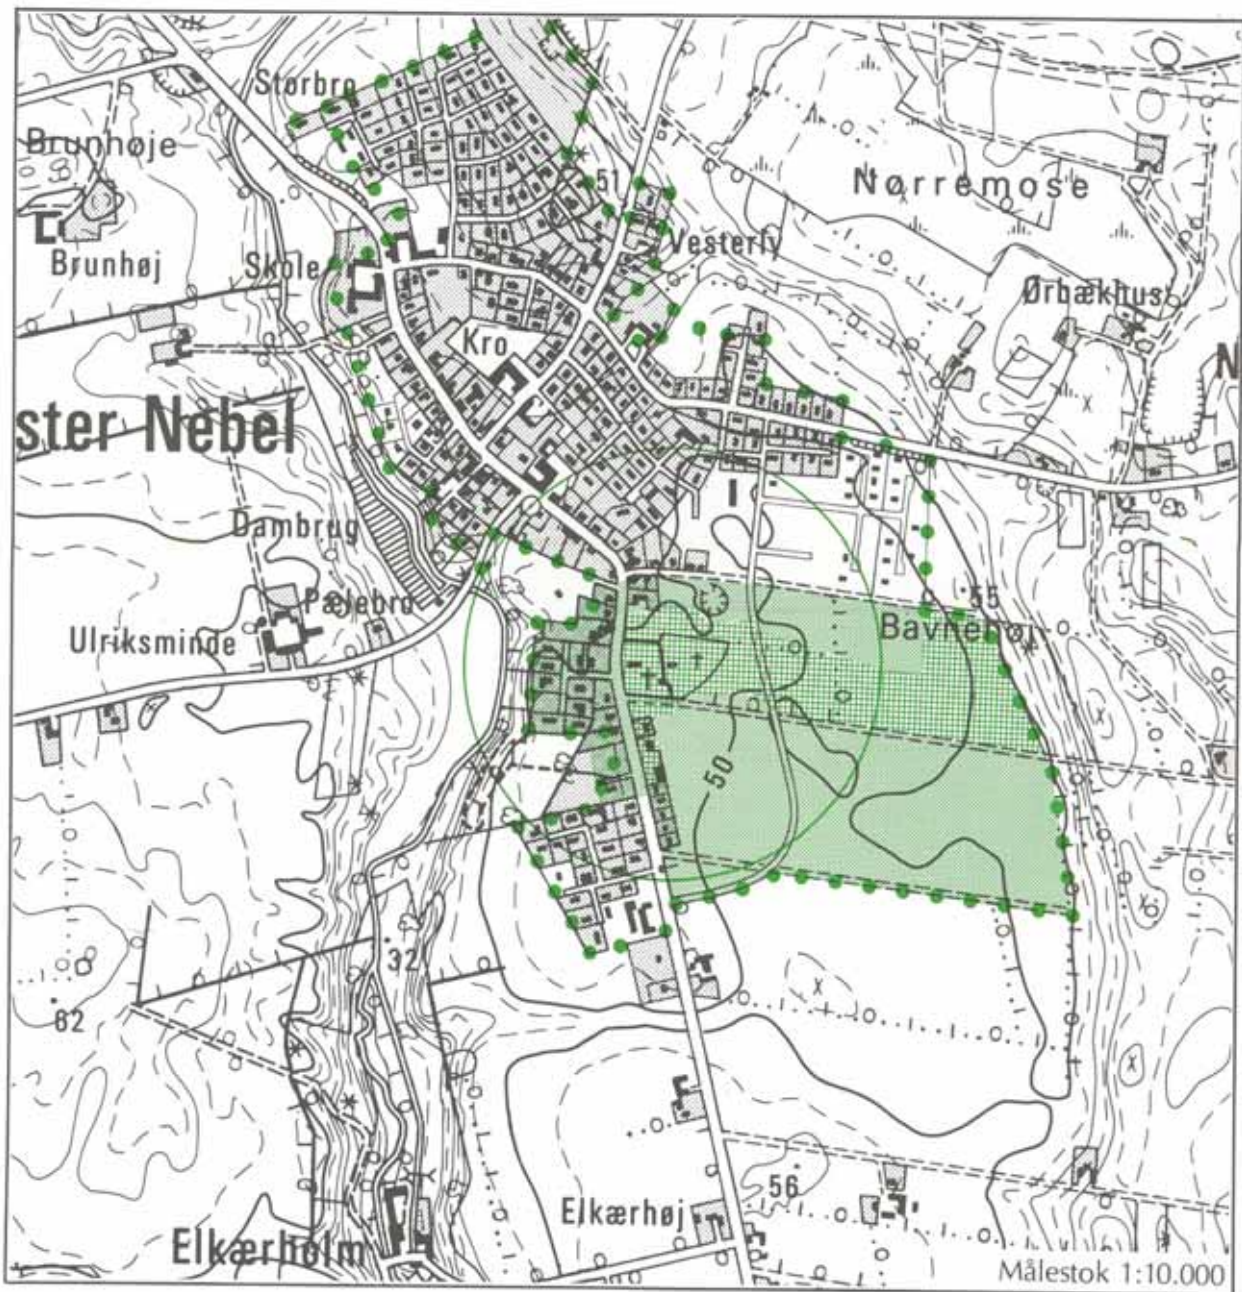 Størbro
Brunhøje
51
Nørremose
Vesterly
Brunhøj
Skole
Ørbækhus
Kro
N
ster Nebel
Dambrug
55
Pælebro
Bavnehøj
Ulriksminde
50
32
62
56
Elkærhøj
Elkærholm
Målestok 1:10.000